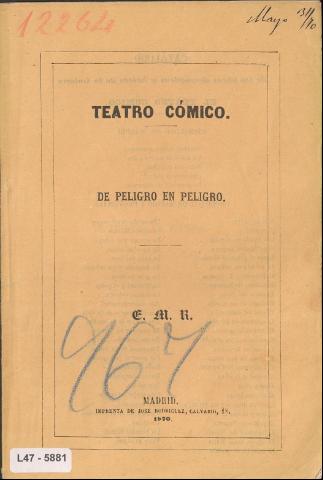 12264
Mayo 31/70
TEATRO CÓMICO.
DE PELIGRO EN PELIGRO.
E. M. R.
967
MADRID,
IMPRENTA DE JOSÉ RODRIGUEZ, CALVARIO, 18.
1870.
L47 - 5881